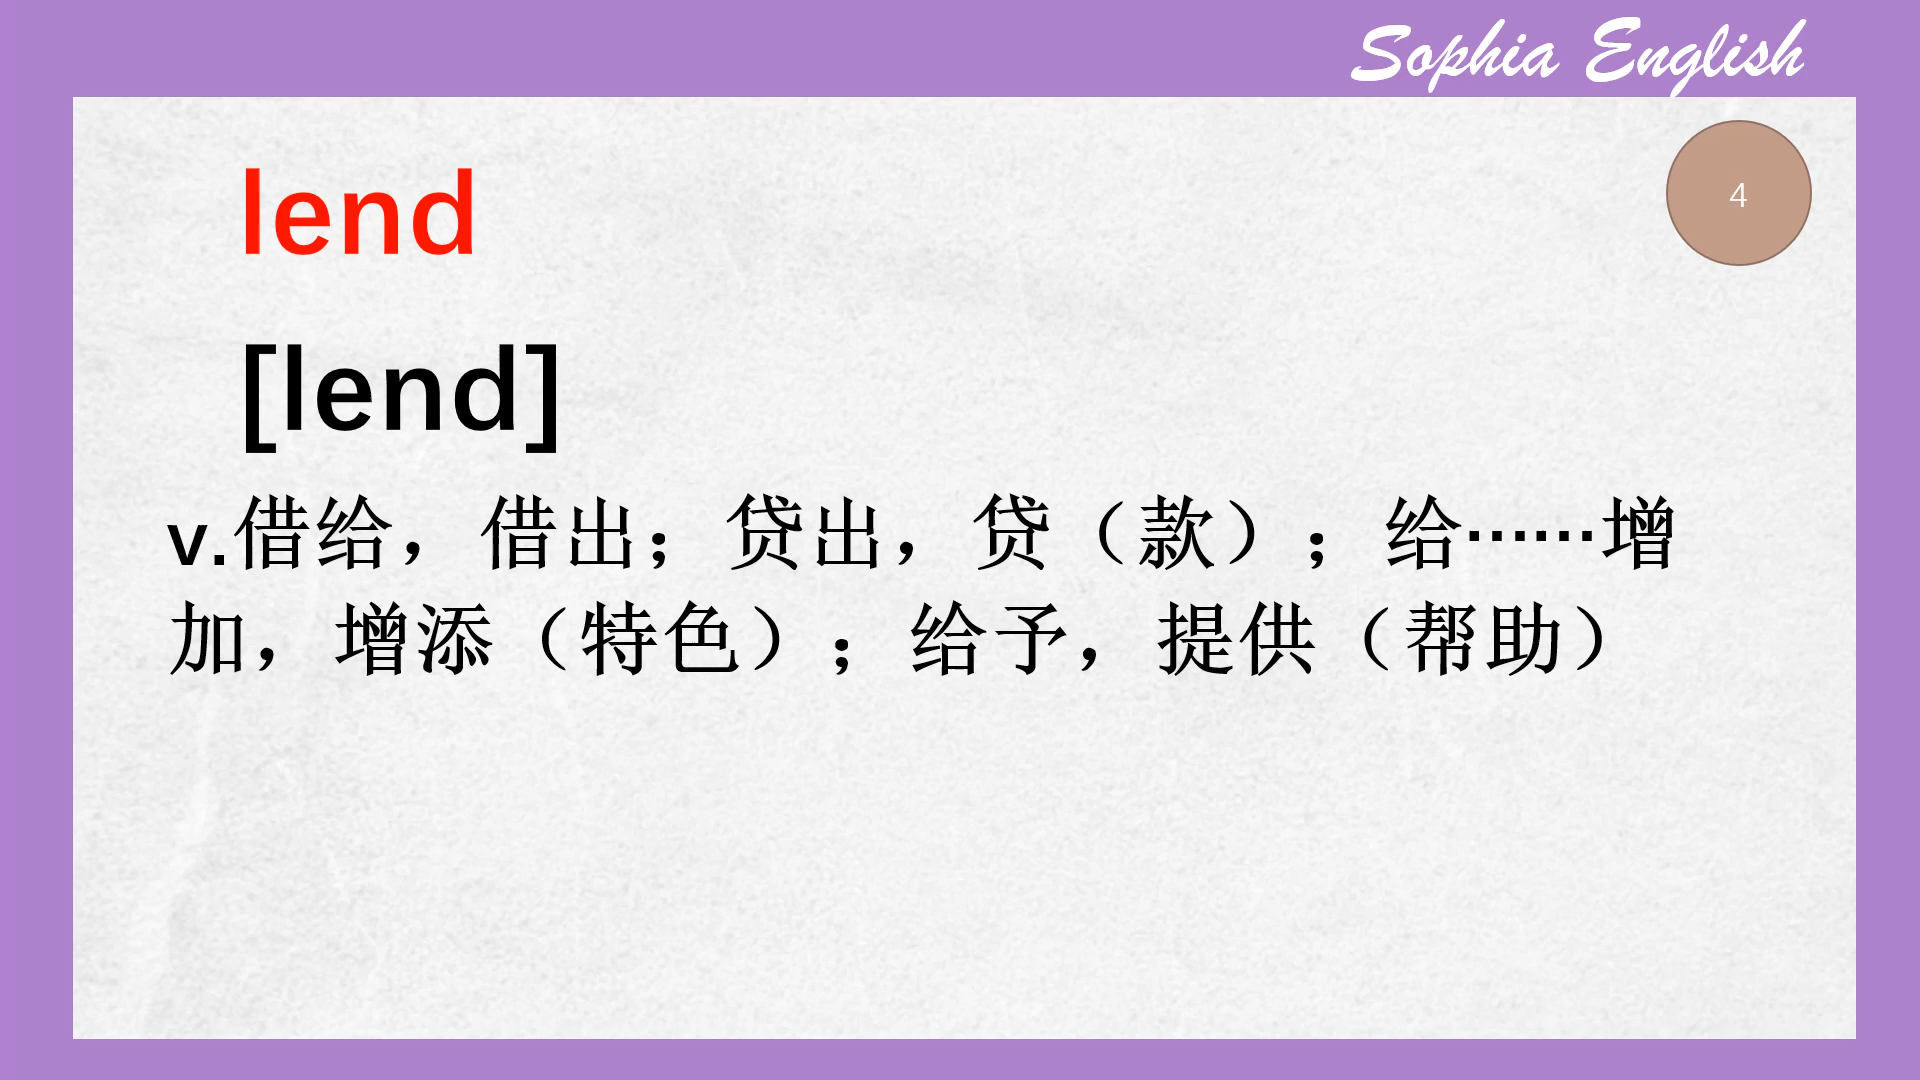 Sophia English
4
lend
[lend]
v.借给，借出；贷出，贷（款）；给……增
加，增添（特色）；给予，提供（帮助）